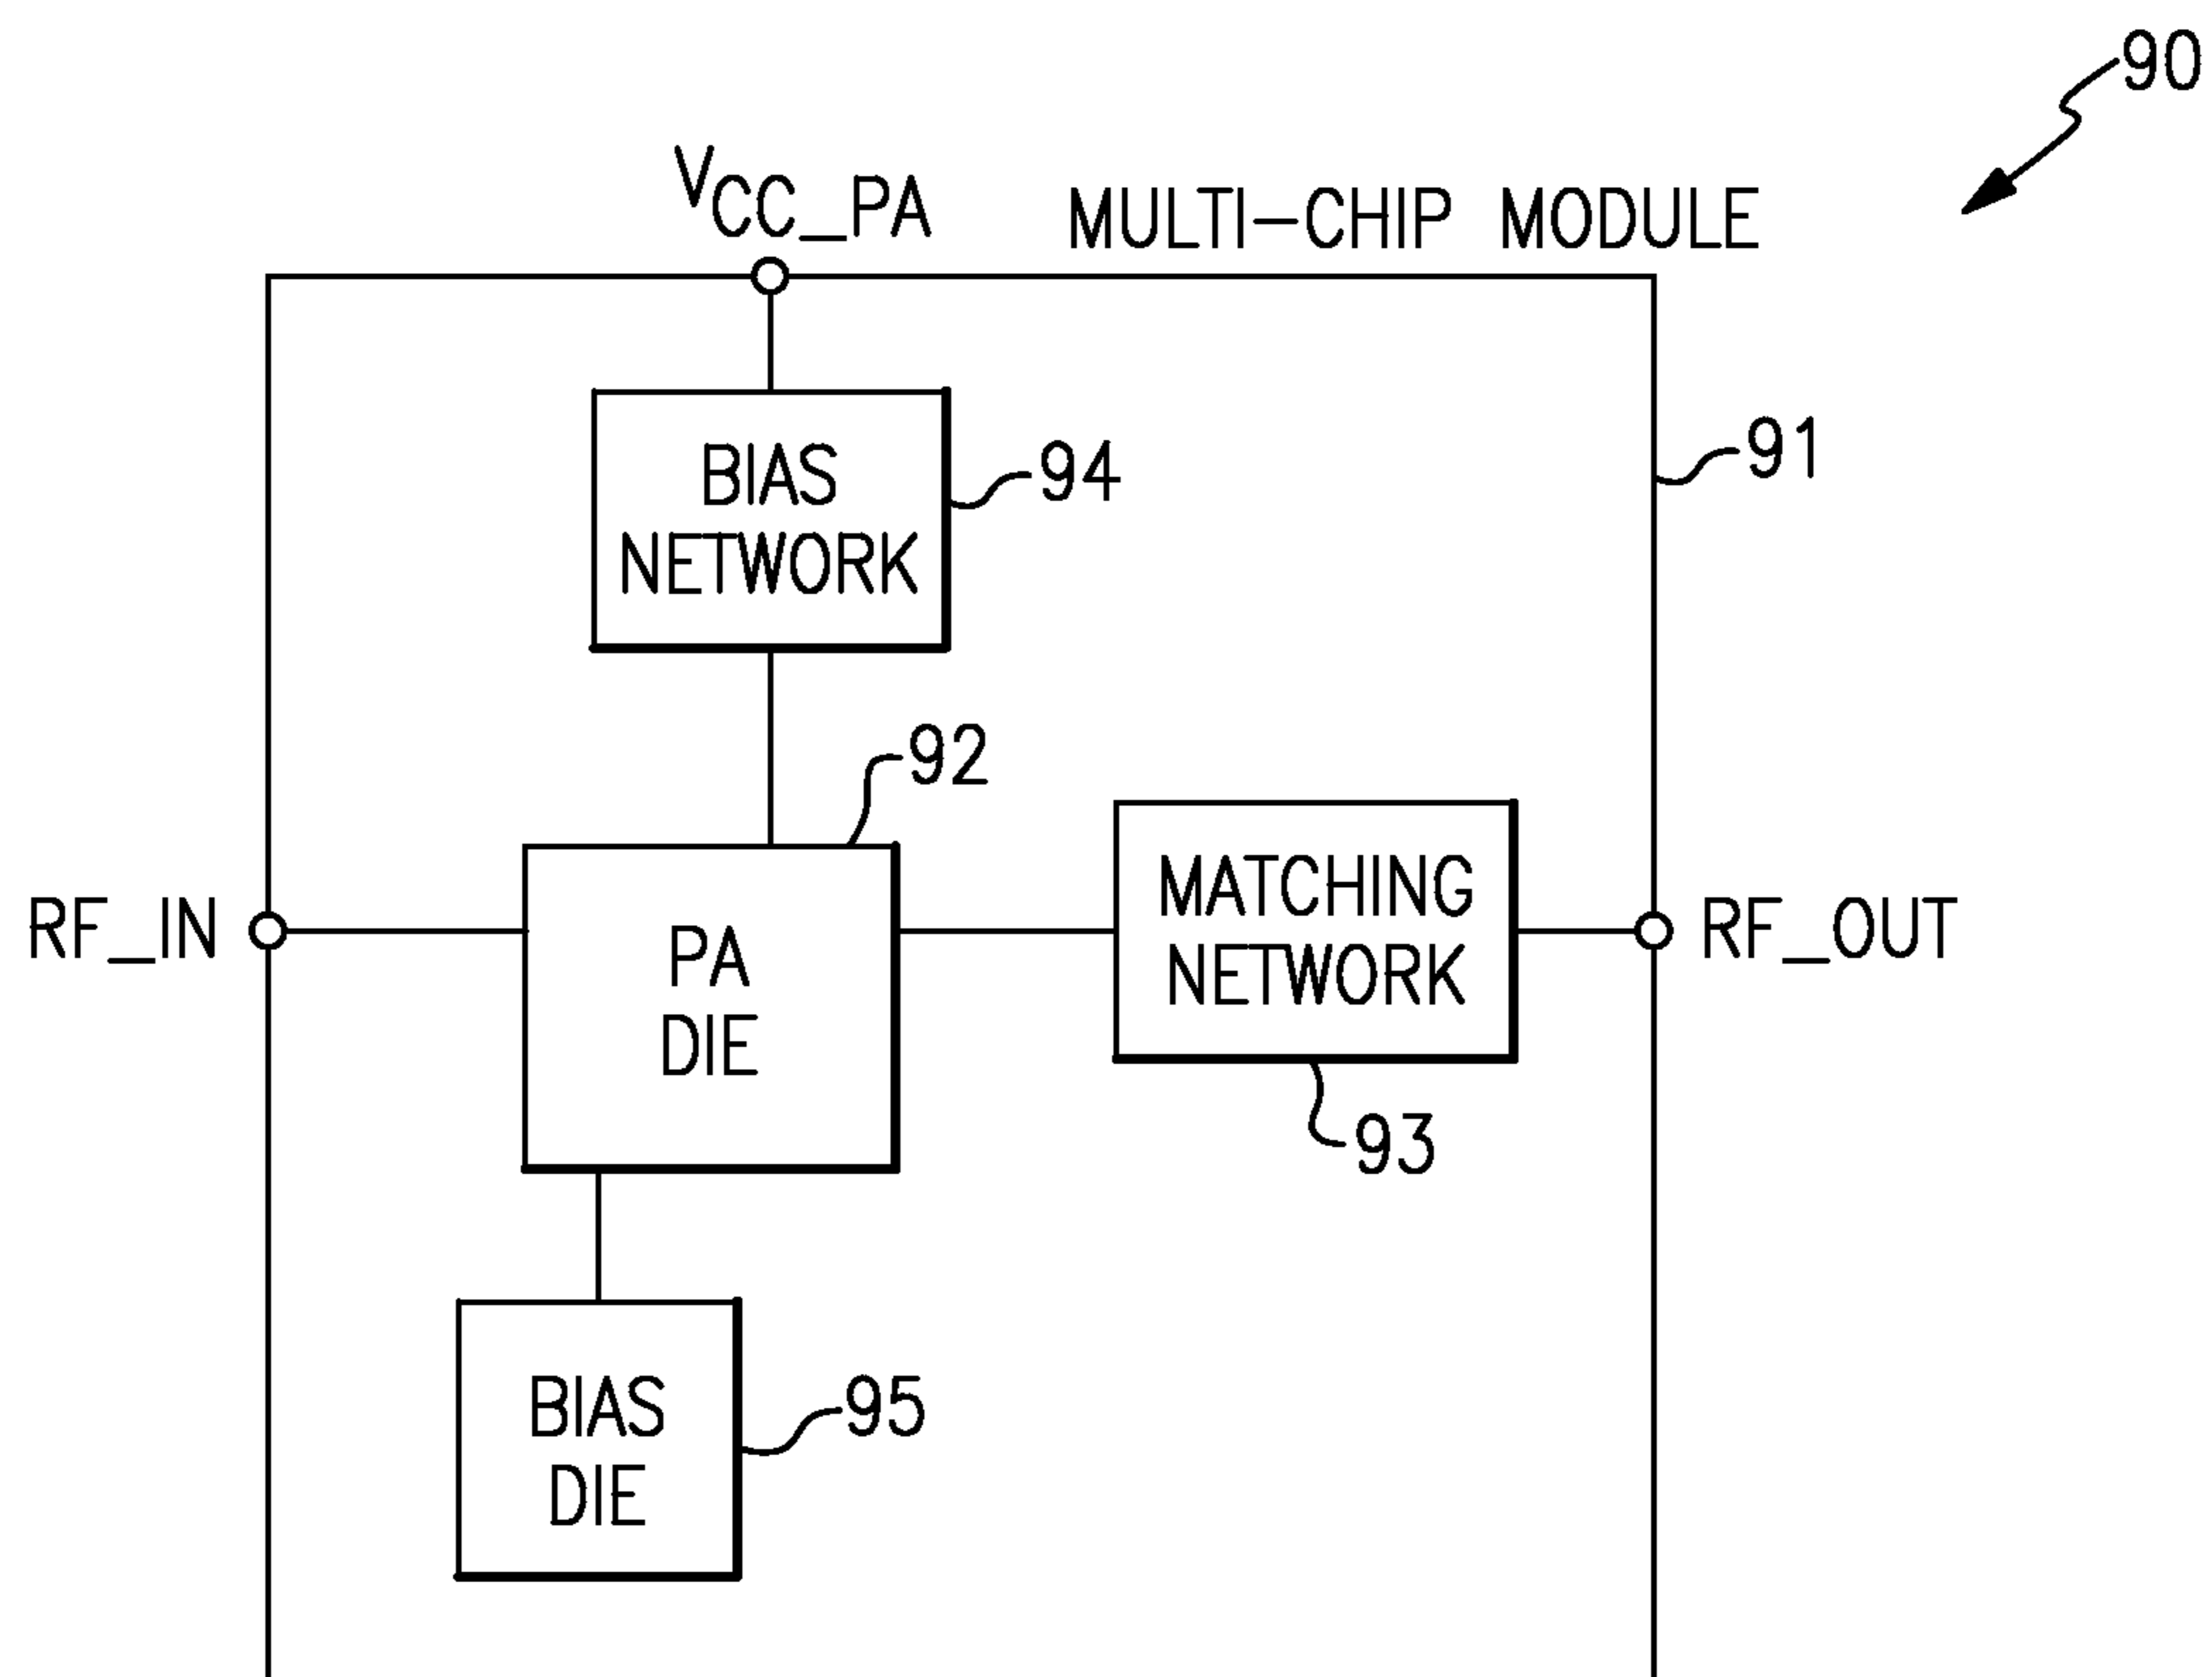 90
VCC_PA
MULTI-CHIP MODULE
BIAS
NETWORK
94
91
92
RF_IN
PA
DIE
MATCHING
NETWORK
RF_OUT
93
BIAS
DIE
95